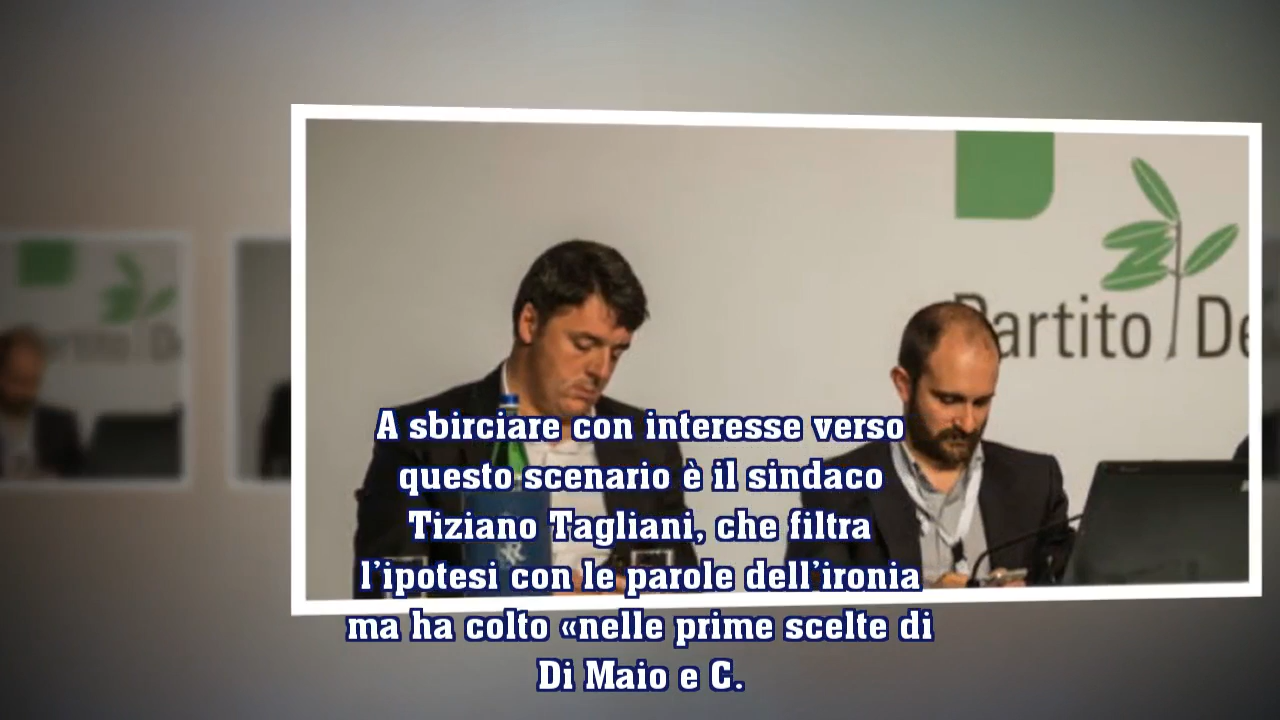 Partito De
A sbirciare con interesse verso
questo scenario è il sindaco
Tiziano Tagliani, che filtra
l'ipotesi con le parole dell'ironia
ma ha colto «nelle prime scelte di
Di Maio e C.